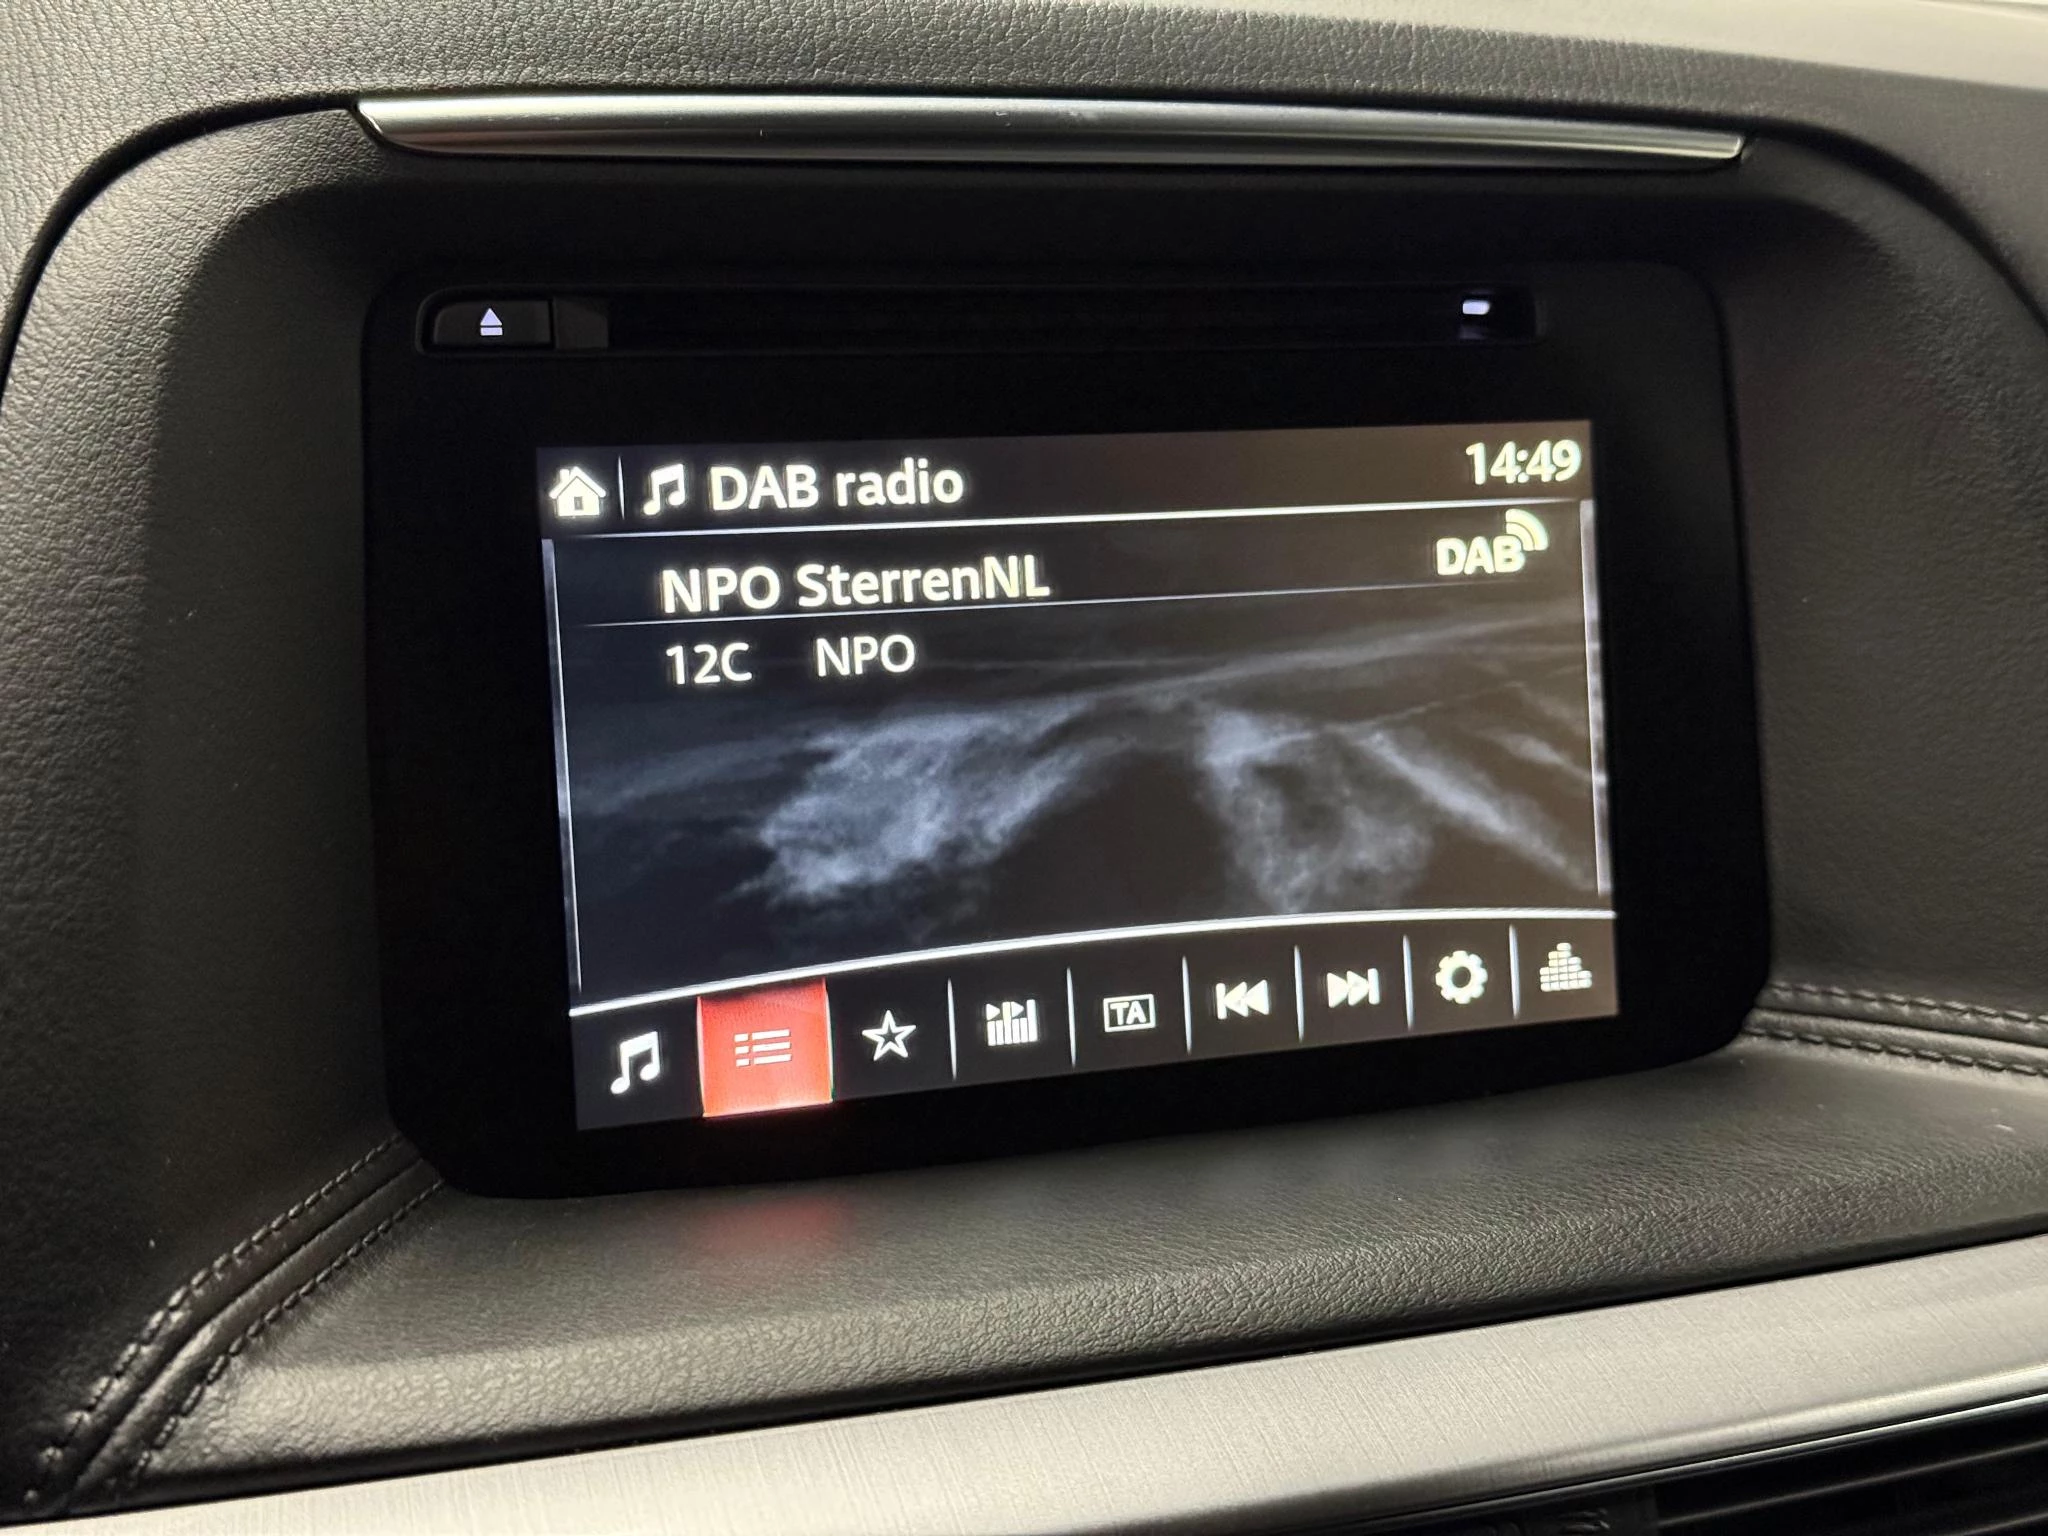 DAB radio 14:49
NPO SterrenNL DAB
12C NPO
TA